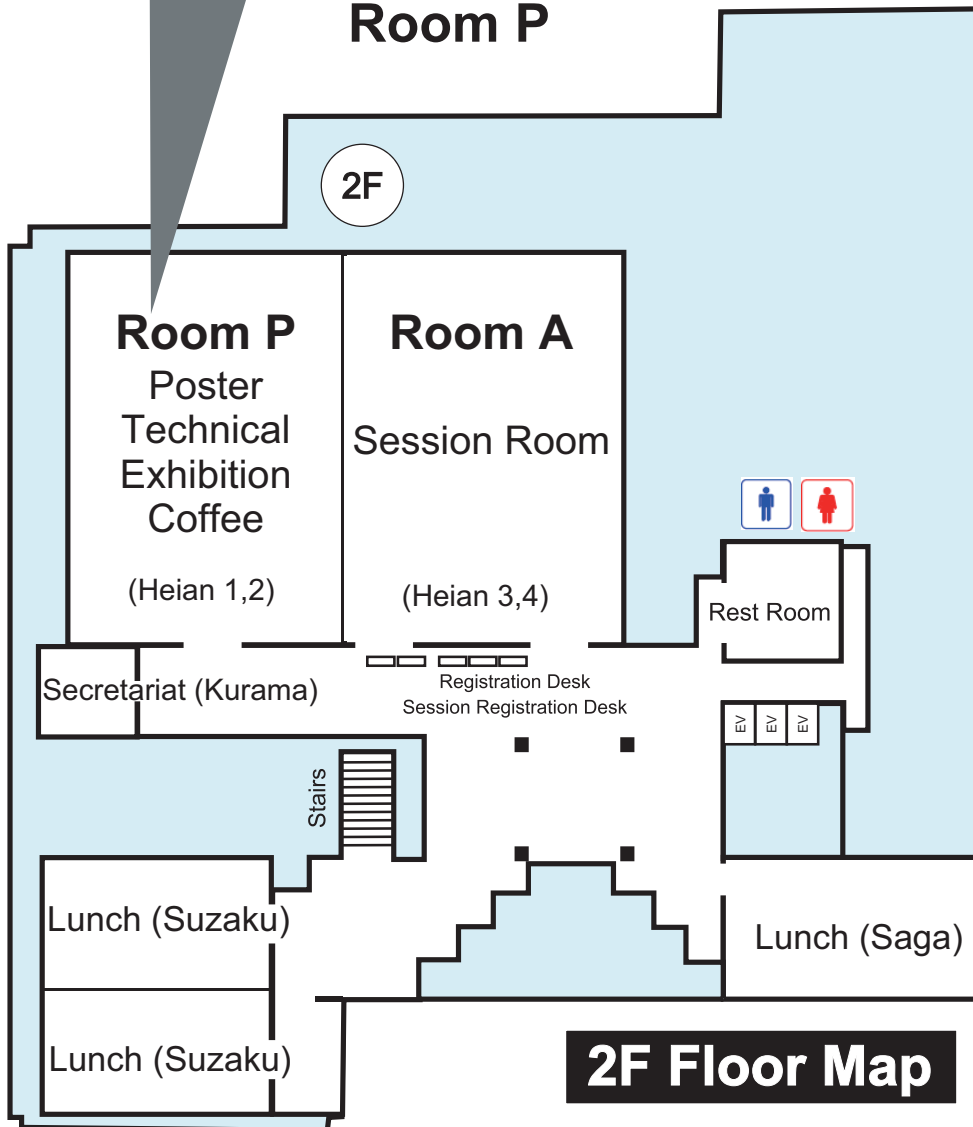 Room P
2F
Room P
Poster
Technical
Exhibition
Coffee
(Heian 1,2)
Room A
Session Room
(Heian 3,4)
Rest Room
Secretariat (Kurama)
Registration Desk
Session Registration Desk
EV
EV
EV
Stairs
Lunch (Suzaku)
Lunch (Saga)
Lunch (Suzaku)
2F Floor Map